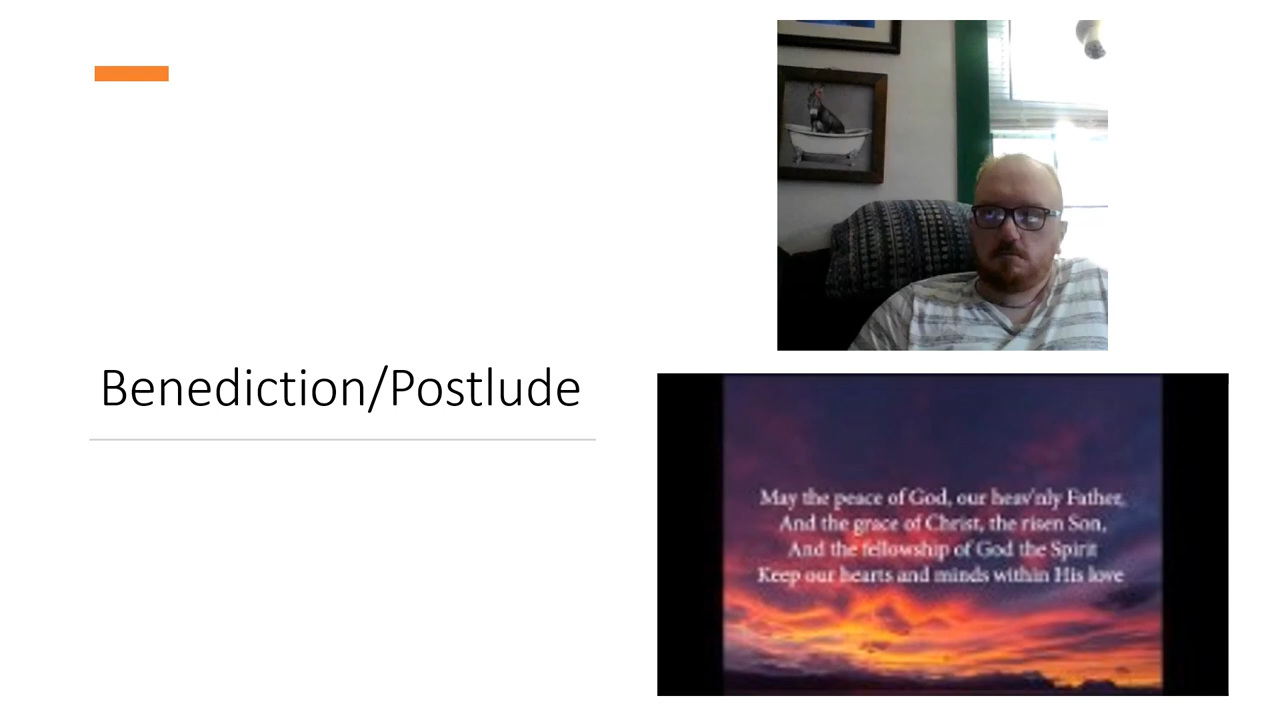 Benediction/Postlude
May the peace of God, our heav'nly Father,
And the grace of Christ, the risen Son,
And the fellowship of God the Spirit
Keep our hearts and minds within His love